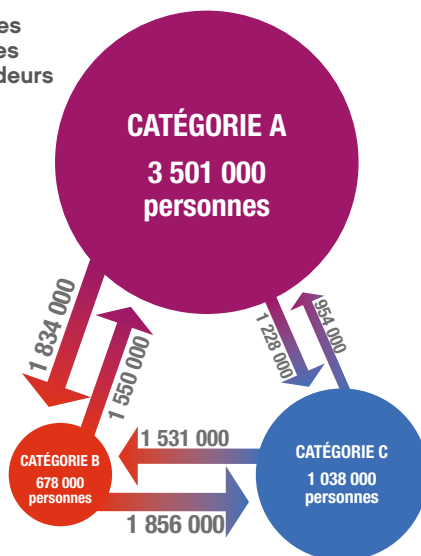 es
es
deurs
CATÉGORIE A
3 501 000
personnes
1 834 000
1 550 000
1 228 000
954 000
1 531 000
CATÉGORIE B
678 000
personnes
CATÉGORIE C
1 038 000
personnes
1 856 000